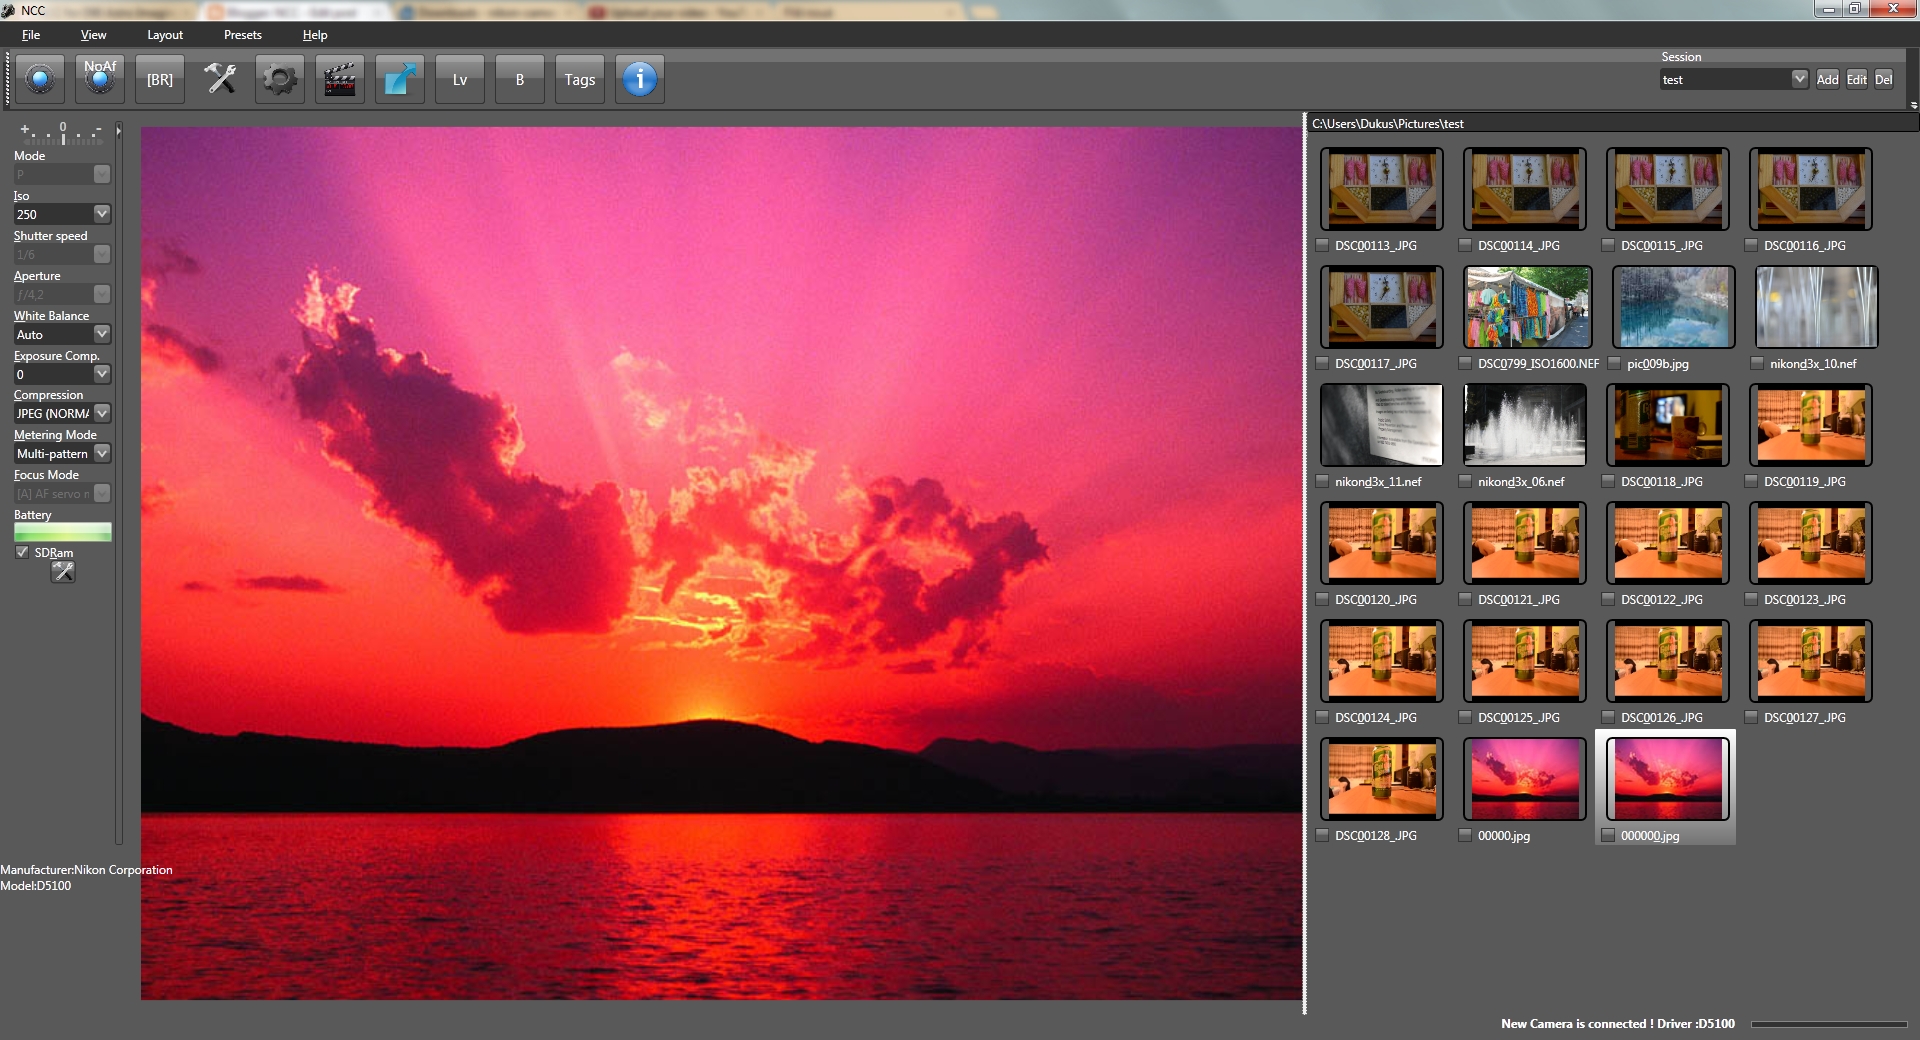 NCC
File View Layout Presets Help
NoAf
[BR] Lv B Tags i
Session
test Add Edit Del
+ 0 -
Mode
P
Iso
250
Shutter speed
1/6
Aperture
ƒ/4,2
White Balance
Auto
Exposure Comp.
0
Compression
JPEG (NORMA
Metering Mode
Multi-pattern
Focus Mode
[A] AF servo
Battery
SDRam
Manufacturer:Nikon Corporation
Model:D5100
C:\Users\Dukus\Pictures\test
DSC00113_JPG DSC00114_JPG DSC00115_JPG DSC00116_JPG
DSC00117_JPG DSC0799_ISO1600.NEF pic009b.jpg nikond3x_10.nef
nikond3x_11.nef nikond3x_06.nef DSC00118_JPG DSC00119_JPG
DSC00120_JPG DSC00121_JPG DSC00122_JPG DSC00123_JPG
DSC00124_JPG DSC00125_JPG DSC00126_JPG DSC00127_JPG
DSC00128_JPG 00000.jpg 000000.jpg
New Camera is connected ! Driver :D5100